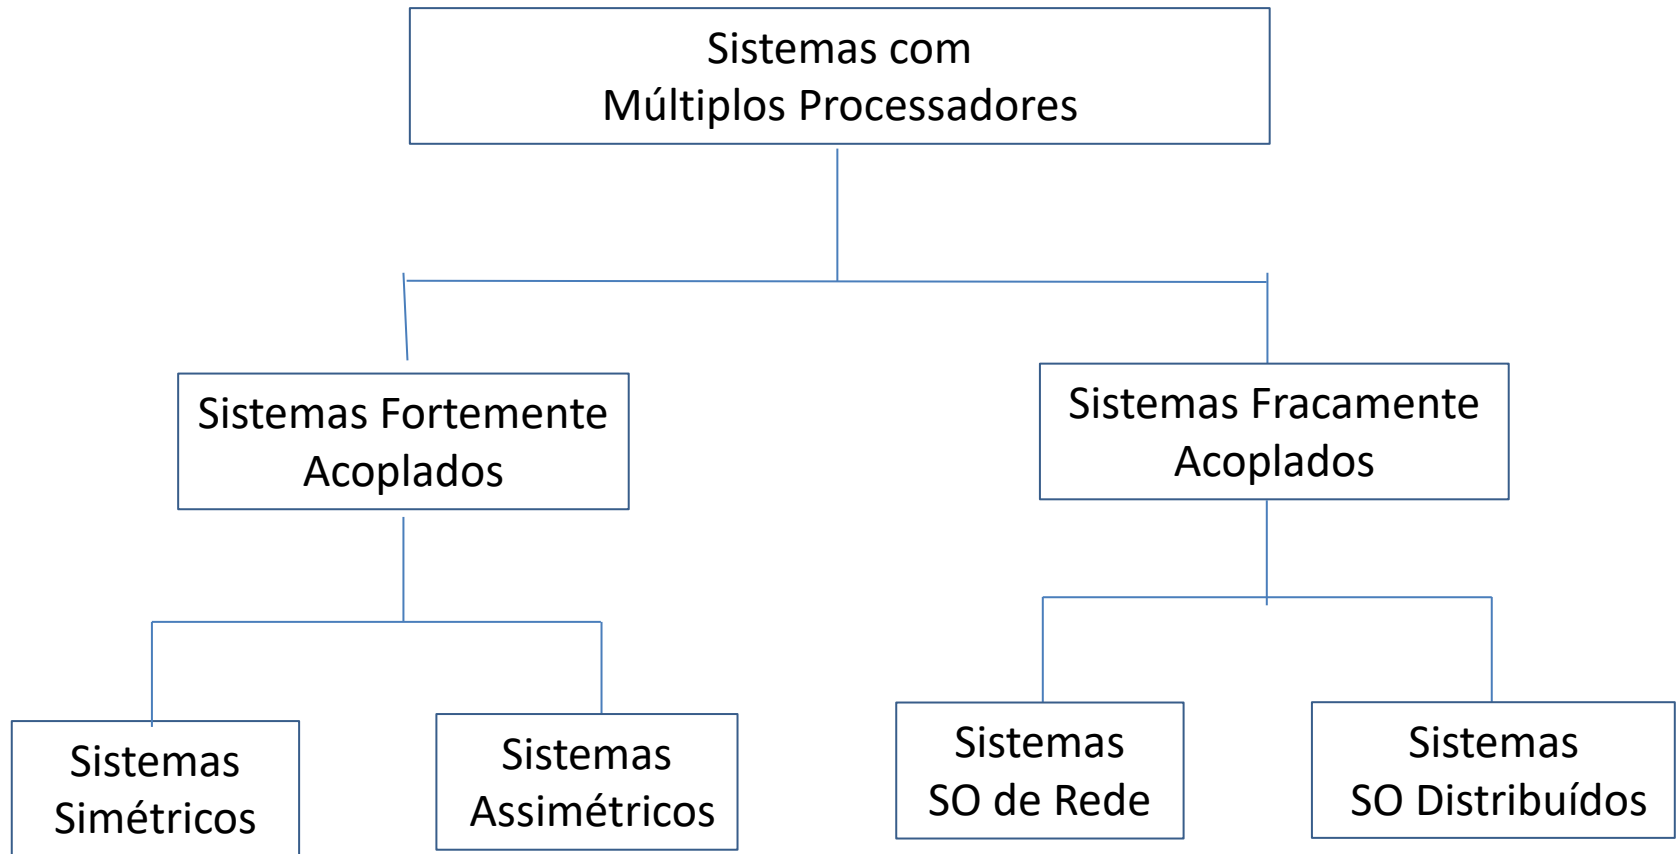 Sistemas com
Múltiplos Processadores
Sistemas Fortemente
Acoplados
Sistemas Fracamente
Acoplados
Sistemas
Simétricos
Sistemas
Assimétricos
Sistemas
SO de Rede
Sistemas
SO Distribuídos